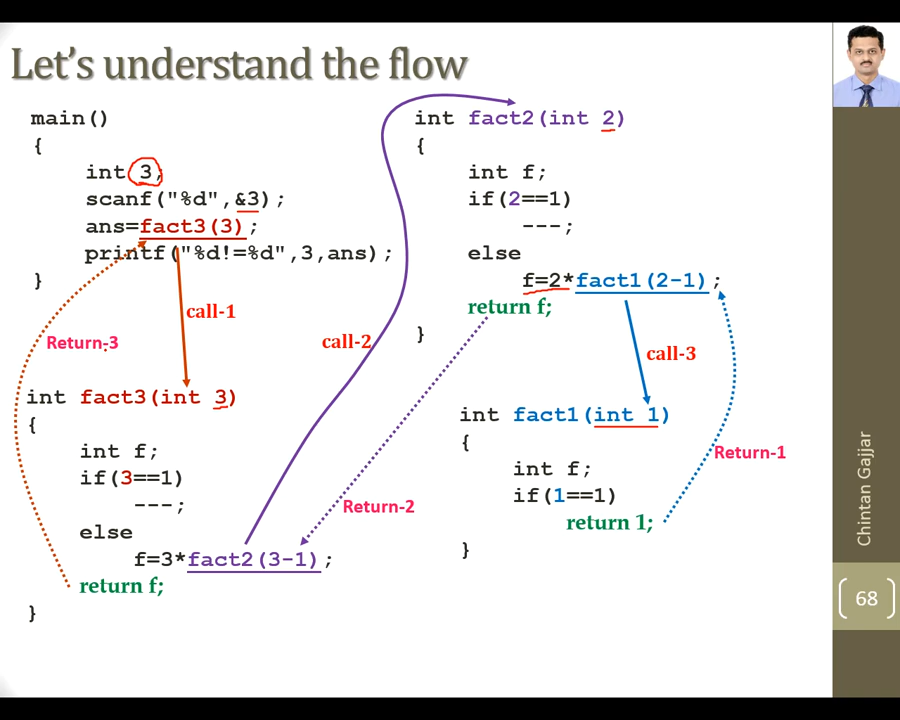 Let's understand the flow
main()
{
int 3;
scanf("%d",&3);
ans=fact3(3);
printf("%d!=%d",3,ans);
}
call-1
Return-3
int fact3(int 3)
{
int f;
if(3==1)
---;
else
f=3*fact2(3-1);
return f;
}
call-2
int fact2(int 2)
{
int f;
if(2==1)
---;
else
f=2*fact1(2-1);
return f;
}
call-3
Return-2
int fact1(int 1)
{
int f;
if(1==1)
return 1;
}
Return-1
Chintan Gajjar
68